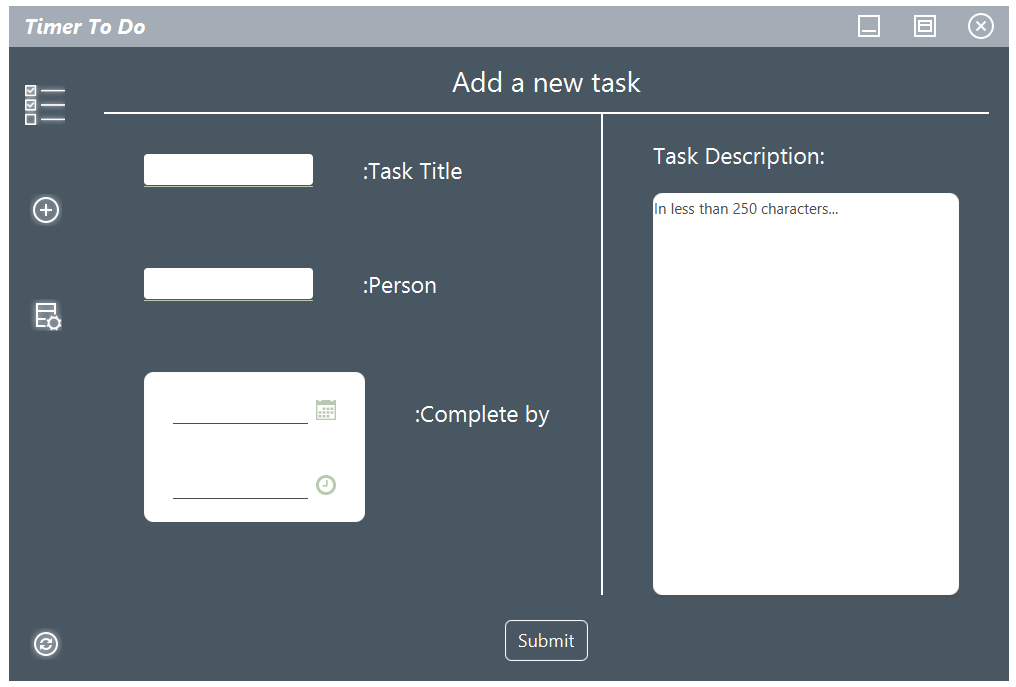 Timer To Do
Add a new task
:Task Title
:Person
:Complete by
Task Description:
In less than 250 characters...
Submit